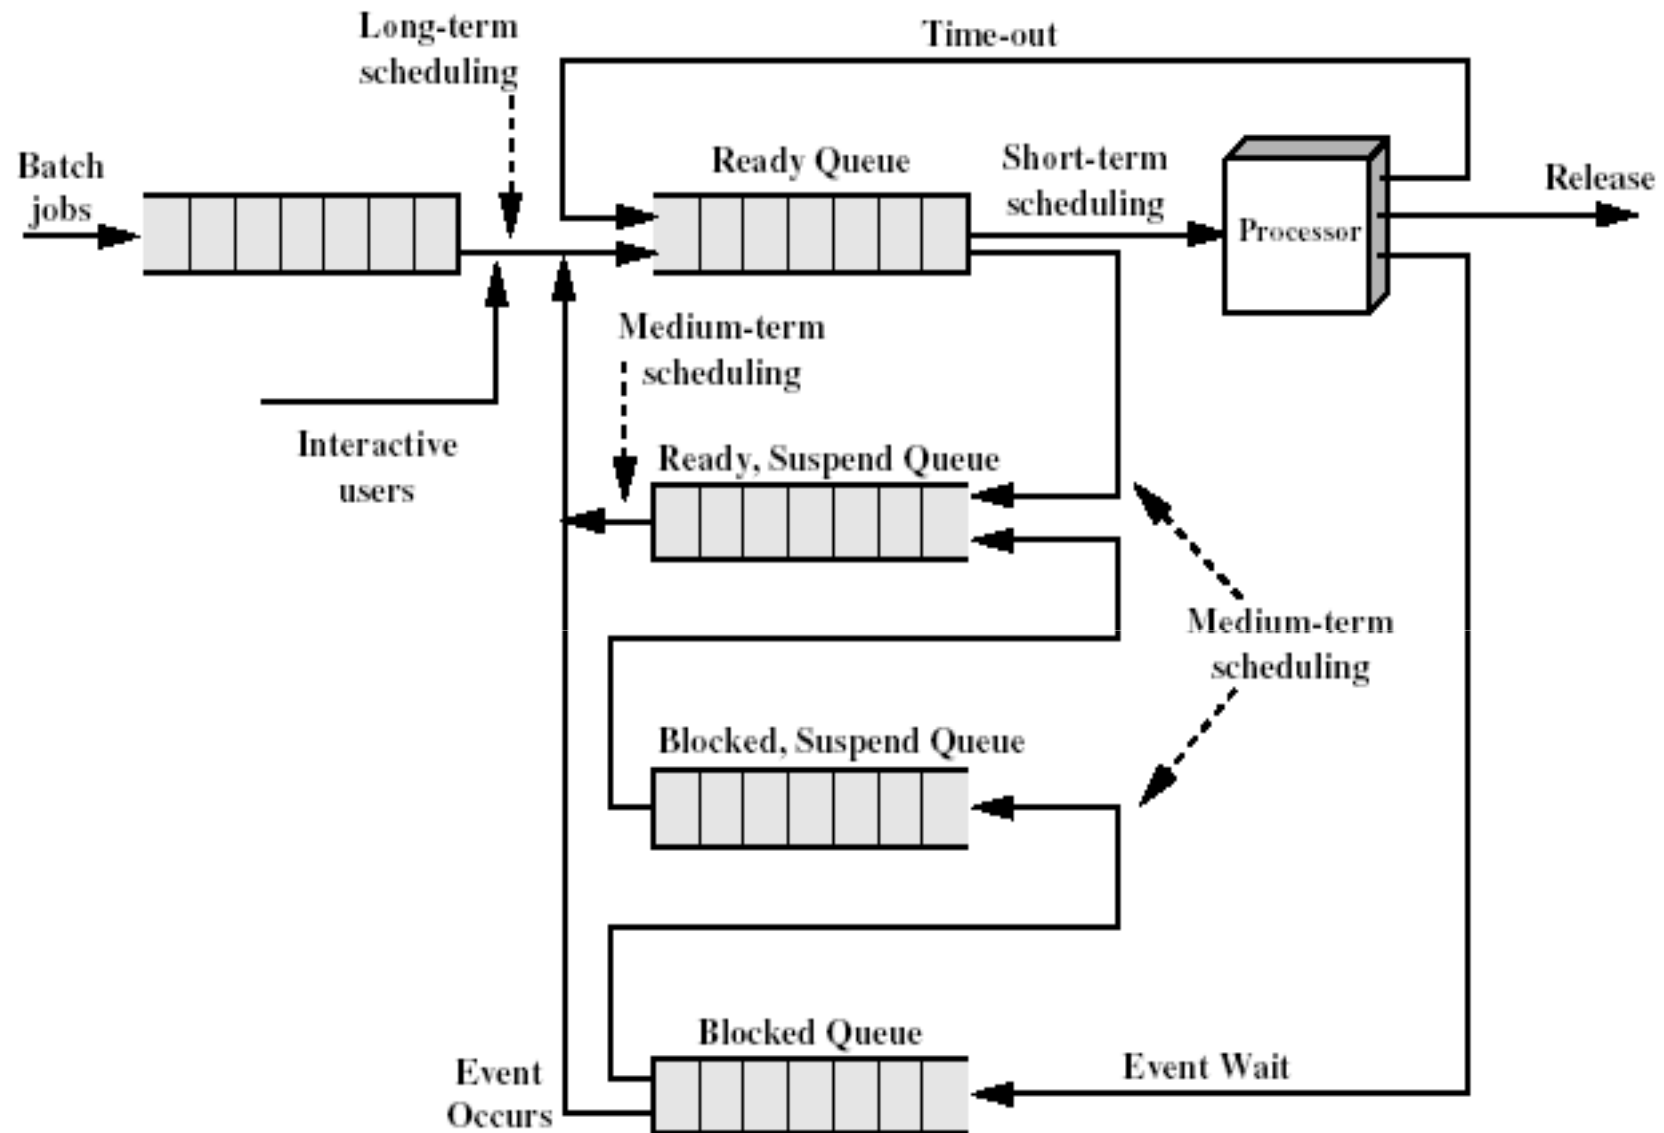 Long-term
scheduling
Time-out
Batch
jobs
Ready Queue
Short-term
scheduling
Processor
Release
Medium-term
scheduling
Interactive
users
Ready, Suspend Queue
Medium-term
scheduling
Blocked, Suspend Queue
Blocked Queue
Event
Occurs
Event Wait